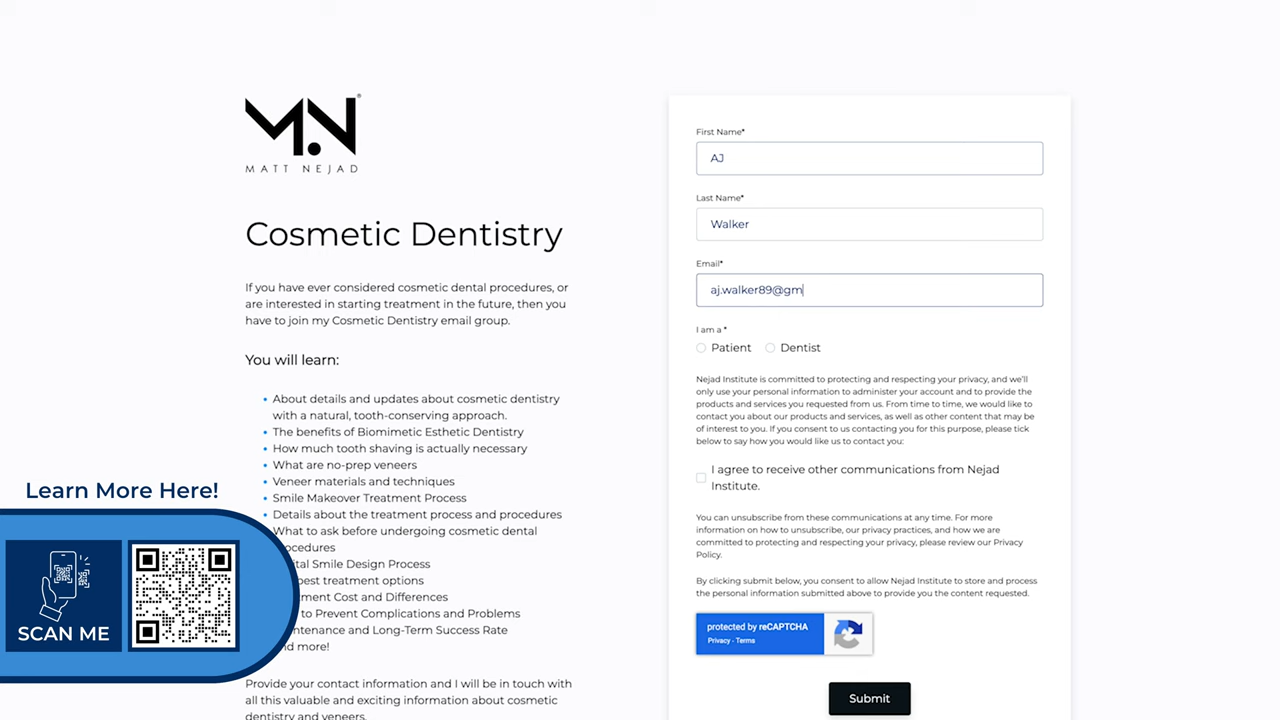 MN®
MATT NEJAD
Cosmetic Dentistry
If you have ever considered cosmetic dental procedures, or
are interested in starting treatment in the future, then you
have to join my Cosmetic Dentistry email group.
You will learn:
• About details and updates about cosmetic dentistry
with a natural, tooth-conserving approach.
• The benefits of Biomimetic Esthetic Dentistry
• How much tooth shaving is actually necessary
• What are no-prep veneers
• Veneer materials and techniques
• Smile Makeover Treatment Process
• Details about the treatment process and procedures
What to ask before undergoing cosmetic dental
ocedures
tal Smile Design Process
best treatment options
ment Cost and Differences
to Prevent Complications and Problems
ntenance and Long-Term Success Rate
nd more!
Provide your contact information and I will be in touch with
all this valuable and exciting information about cosmetic
dentistry and veneers.
Learn More Here!
SCAN ME
First Name*
AJ
Last Name*
Walker
Email*
aj.walker89@gm
I am a *
Patient Dentist
Nejad Institute is committed to protecting and respecting your privacy, and we'll
only use your personal information to administer your account and to provide the
products and services you requested from us. From time to time, we would like to
contact you about our products and services, as well as other content that may be
of interest to you. If you consent to us contacting you for this purpose, please tick
below to say how you would like us to contact you:
I agree to receive other communications from Nejad
Institute.
You can unsubscribe from these communications at any time. For more
information on how to unsubscribe, our privacy practices, and how we are
committed to protecting and respecting your privacy, please review our Privacy
Policy.
By clicking submit below, you consent to allow Nejad Institute to store and process
the personal information submitted above to provide you the content requested.
protected by reCAPTCHA
Privacy - Terms
Submit